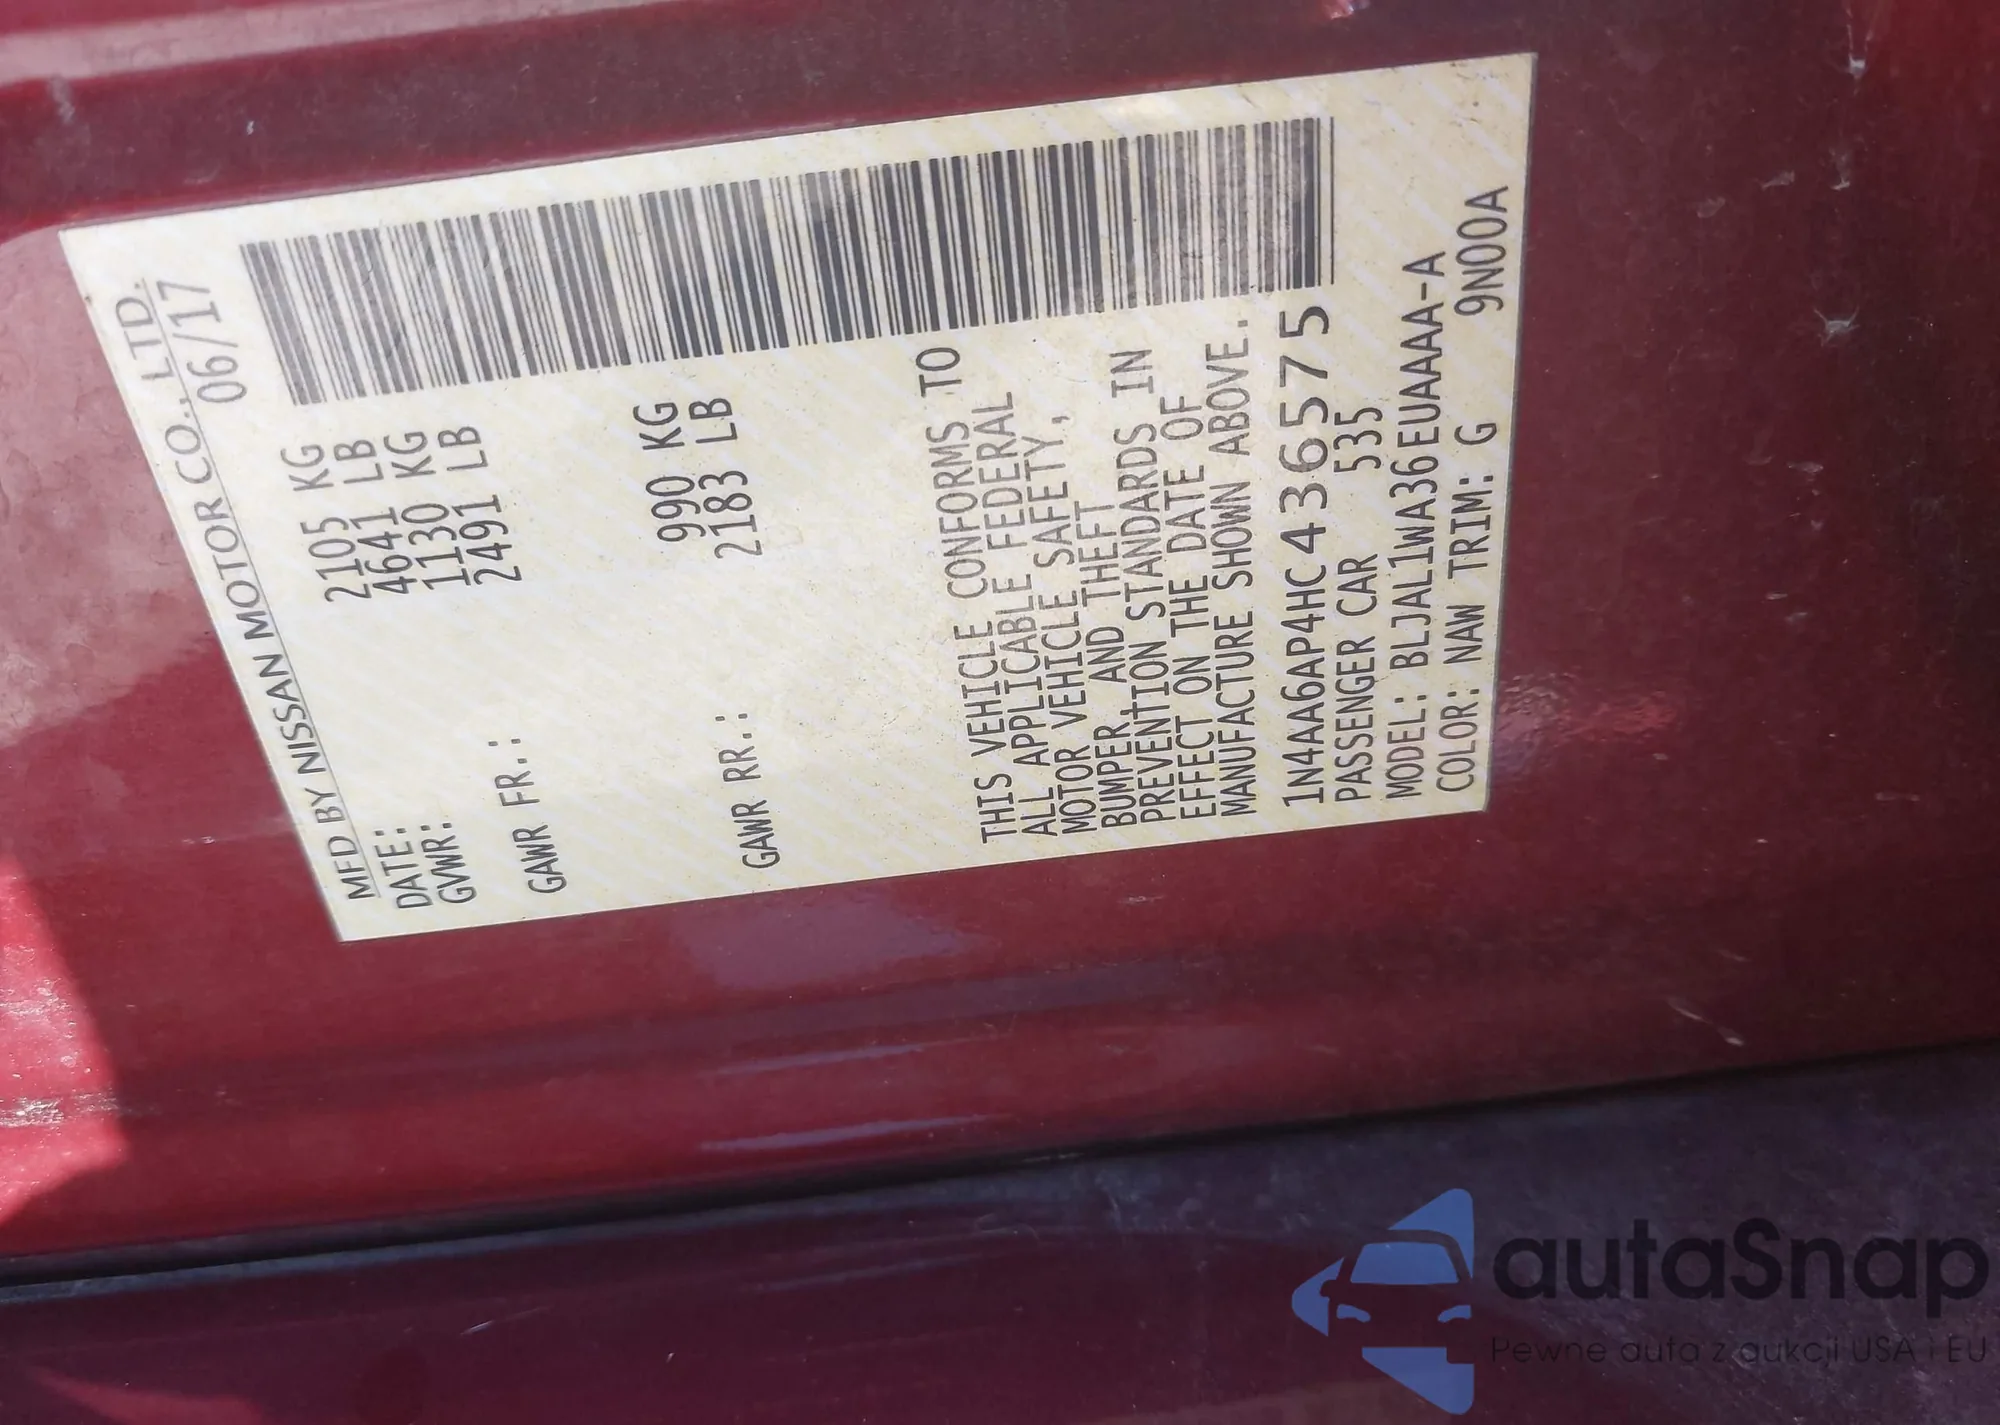 MFD BY NISSAN MOTOR CO., LTD.
DATE: 06/17
GVWR: 2105 KG
4641 LB
GAWR FR.: 1130 KG
2491 LB
GAWR RR.: 990 KG
2183 LB
THIS VEHICLE CONFORMS TO
ALL APPLICABLE FEDERAL
MOTOR VEHICLE SAFETY,
BUMPER AND THEFT
PREVENTION STANDARDS IN
EFFECT ON THE DATE OF
MANUFACTURE SHOWN ABOVE.
1N4AA6AP4HC436575
PASSENGER CAR 535
MODEL: BLJAL1WA36EUAAAA-A
COLOR: NAW TRIM: G 9N00A
autaSnap
Pewne auta z aukcji USA i EU